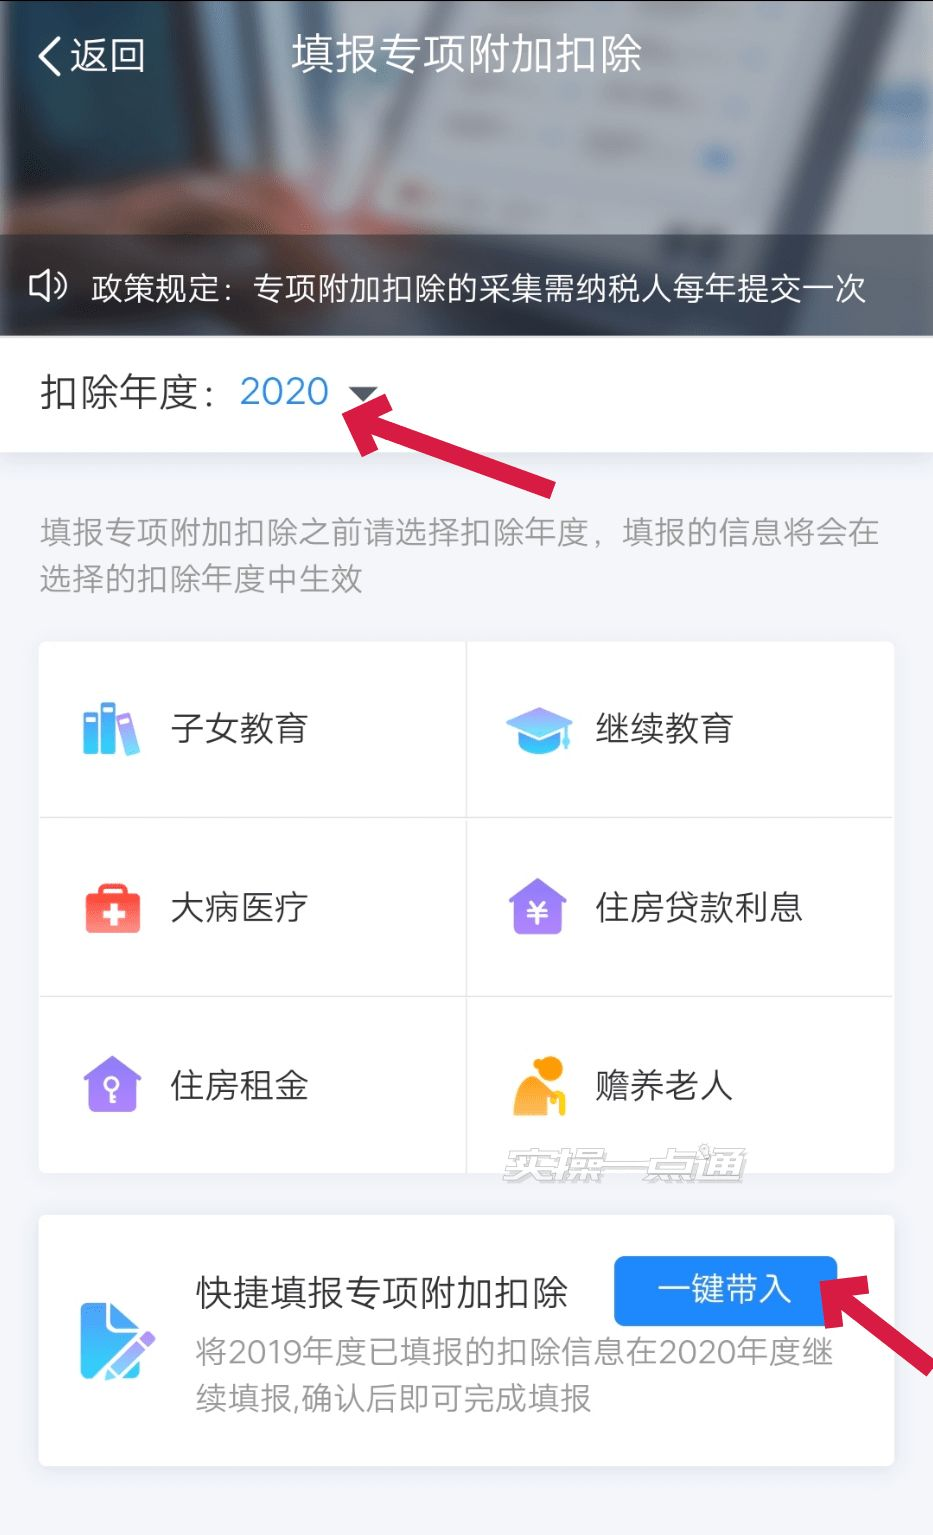 返回
填报专项附加扣除
政策规定：专项附加扣除的采集需纳税人每年提交一次
扣除年度：2020
填报专项附加扣除之前请选择扣除年度，填报的信息将会在
选择的扣除年度中生效
子女教育
继续教育
大病医疗
住房贷款利息
住房租金
赡养老人
实操一点通
快捷填报专项附加扣除
一键带入
将2019年度已填报的扣除信息在2020年度继
续填报,确认后即可完成填报